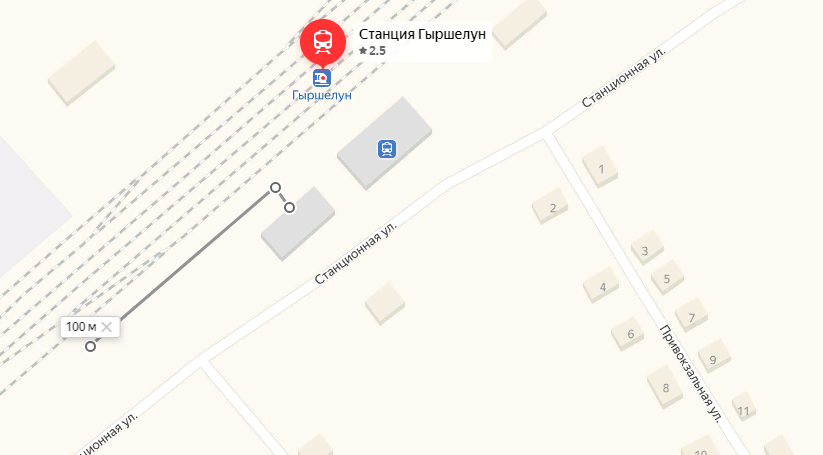 Станция Гыршелун
2.5
Гыршелун
Станционная ул.
1
2
Станционная ул.
3
5
4
7
100 м
6
Привокзальная ул.
9
8
11
ционная ул.
10